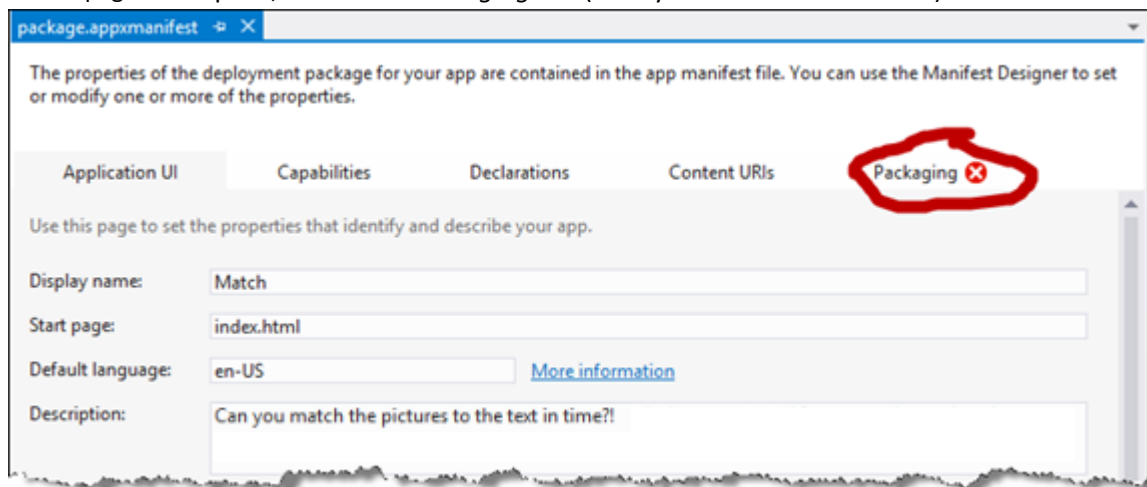 package.appxmanifest
The properties of the deployment package for your app are contained in the app manifest file. You can use the Manifest Designer to set
or modify one or more of the properties.
Application UI Capabilities Declarations Content URIs Packaging
Use this page to set the properties that identify and describe your app.
Display name: Match
Start page: index.html
Default language: en-US More information
Description: Can you match the pictures to the text in time?!